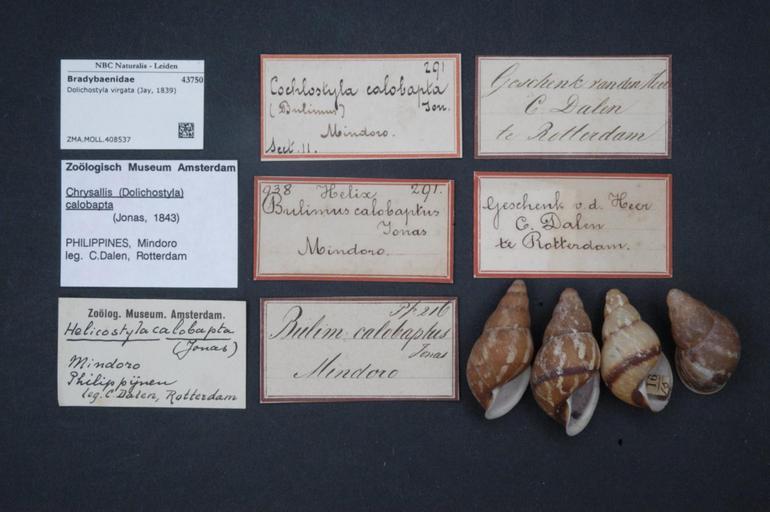 NBC Naturalis - Leiden
Bradybaenidae 43750
Dolichostyla virgata (Jay, 1839)
ZMA.MOLL.408537
Zoölogisch Museum Amsterdam
Chrysallis (Dolichostyla)
calobapta
(Jonas, 1843)
PHILIPPINES, Mindoro
leg. C.Dalen, Rotterdam
Zoölog. Museum. Amsterdam.
Helicostyla calobapta
(Jonas)
Mindoro
Philippijnen
leg. C. Dalen, Rotterdam
291
Cochlostyla calobapta
(Bulimus) Jon.
Mindoro.
Sect. 11.
938 Helix 291.
Bulimus calobaptus
Jonas
Mindoro.
Pf. 216
Bulim. calobaptus
Jonas
Mindoro
Geschenk van den Heer
C. Dalen
te Rotterdam
Geschenk v.d. Heer
C. Dalen
te Rotterdam.
16